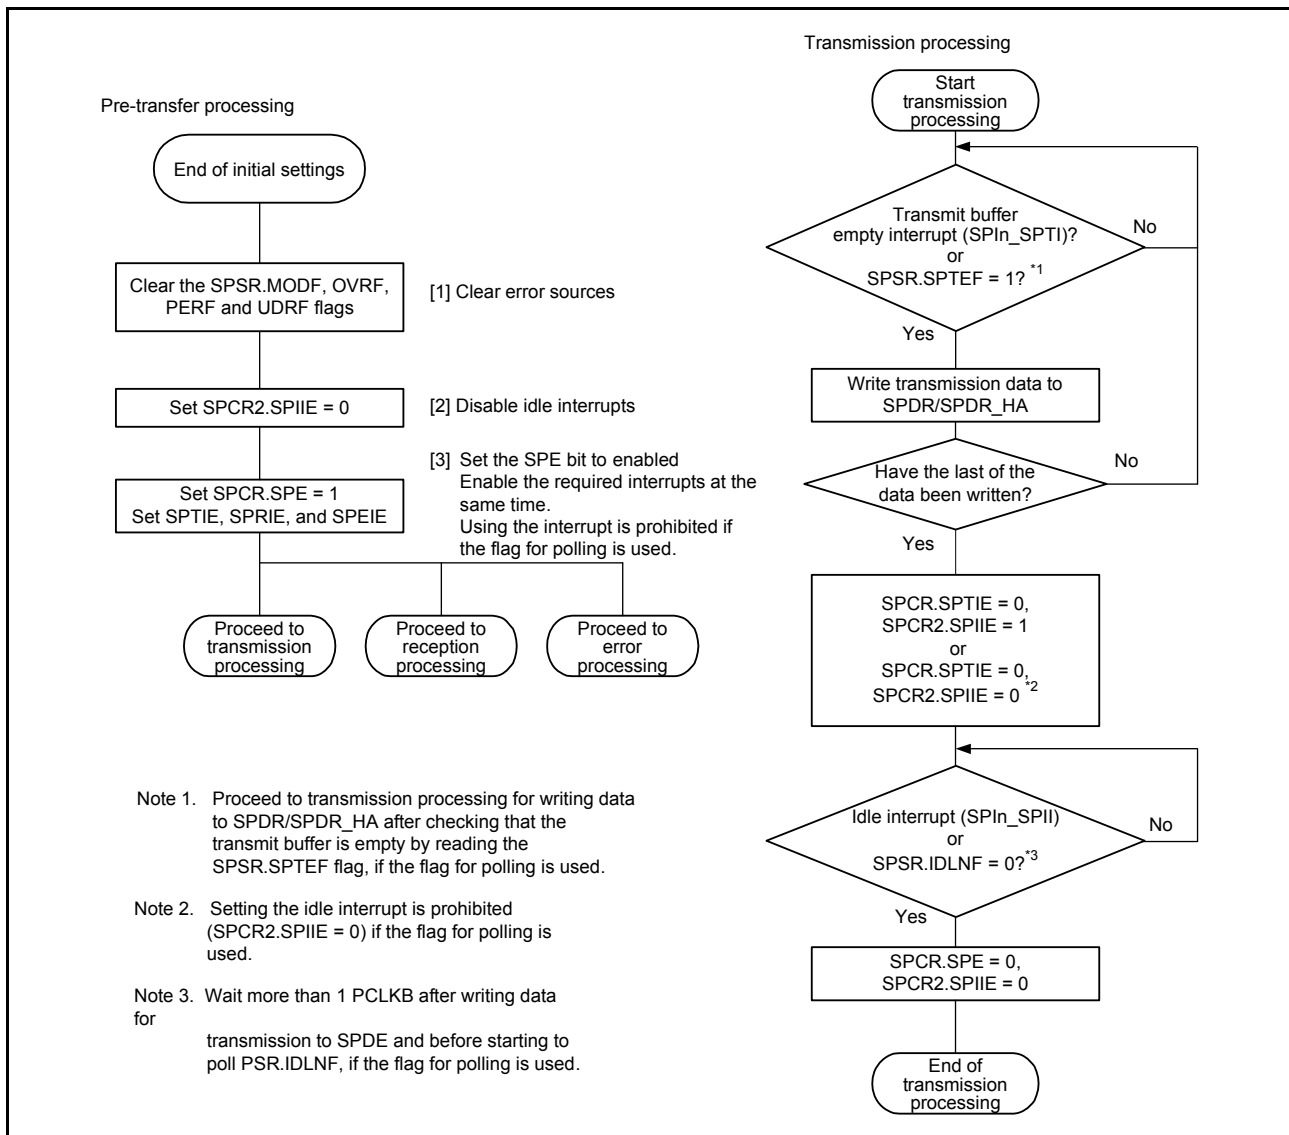 Pre-transfer processing
End of initial settings
Clear the SPSR.MODF, OVRF,
PERF and UDRF flags
[1] Clear error sources
Set SPCR2.SPIIE = 0
[2] Disable idle interrupts
Set SPCR.SPE = 1
Set SPTIE, SPRIE, and SPEIE
[3] Set the SPE bit to enabled
Enable the required interrupts at the
same time.
Using the interrupt is prohibited if
the flag for polling is used.
Proceed to
transmission
processing
Proceed to
reception
processing
Proceed to
error
processing
Note 1. Proceed to transmission processing for writing data
to SPDR/SPDR_HA after checking that the
transmit buffer is empty by reading the
SPSR.SPTEF flag, if the flag for polling is used.
Note 2. Setting the idle interrupt is prohibited
(SPCR2.SPIIE = 0) if the flag for polling is
used.
Note 3. Wait more than 1 PCLKB after writing data
for
transmission to SPDE and before starting to
poll PSR.IDLNF, if the flag for polling is used.
Transmission processing
Start
transmission
processing
Transmit buffer
empty interrupt (SPIn_SPTI)?
or
SPSR.SPTEF = 1? *1
No
Yes
Write transmission data to
SPDR/SPDR_HA
Have the last of the
data been written?
No
Yes
SPCR.SPTIE = 0,
SPCR2.SPIIE = 1
or
SPCR.SPTIE = 0,
SPCR2.SPIIE = 0 *2
Idle interrupt (SPIn_SPII)
or
SPSR.IDLNF = 0?*3
No
Yes
SPCR.SPE = 0,
SPCR2.SPIIE = 0
End of
transmission
processing